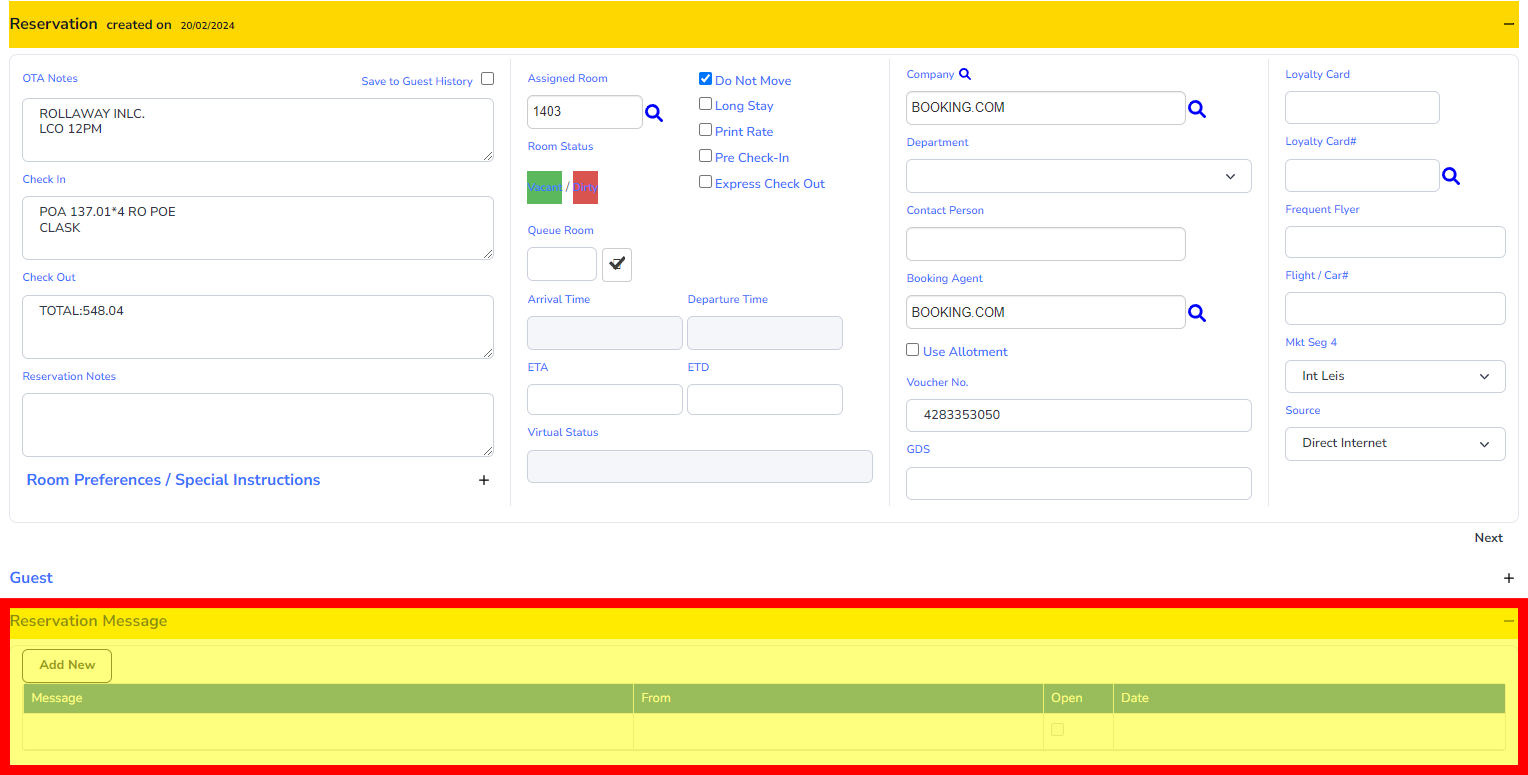 Reservation created on 20/02/2024
OTA Notes
Save to Guest History
ROLLAWAY INLC.
LCO 12PM
Check In
POA 137.01*4 RO POE
CLASK
Check Out
TOTAL:548.04
Reservation Notes
Room Preferences / Special Instructions
Assigned Room
1403
Room Status
Vacant / Dirty
Queue Room
Arrival Time
Departure Time
ETA
ETD
Virtual Status
Do Not Move
Long Stay
Print Rate
Pre Check-In
Express Check Out
Company
BOOKING.COM
Department
Contact Person
Booking Agent
BOOKING.COM
Use Allotment
Voucher No.
4283353050
GDS
Loyalty Card
Loyalty Card#
Frequent Flyer
Flight / Car#
Mkt Seg 4
Int Leis
Source
Direct Internet
Next
Guest
Reservation Message
Add New
Message From Open Date